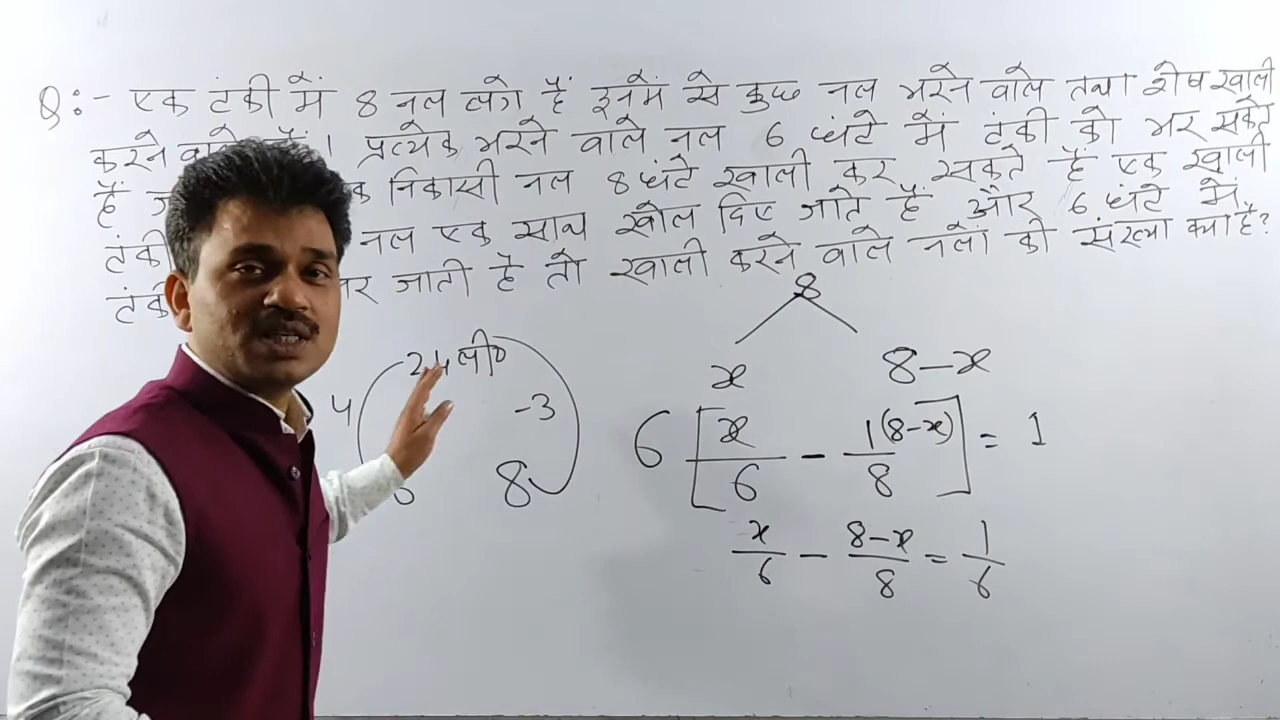 Q:- एक टंकी में 8 नल लगे हैं इनमें से कुछ नल भरने वाले तथा शेष खाली
करने वाले हैं। प्रत्येक भरने वाले नल 6 घंटे में टंकी को भर सकते
हैं निकासी नल 8 घंटे खाली कर सकते हैं एक खाली
टंकी नल एक साथ खोल दिए जाते हैं और 6 घंटे में
भर जाती है तो खाली करने वाले नलों की संख्या क्या है?
8
24ली०
x 8-x
4 -3
6 [x/6 - 1(8-x)/8] = 1
8
x/6 - 8-x/8 = 1/6